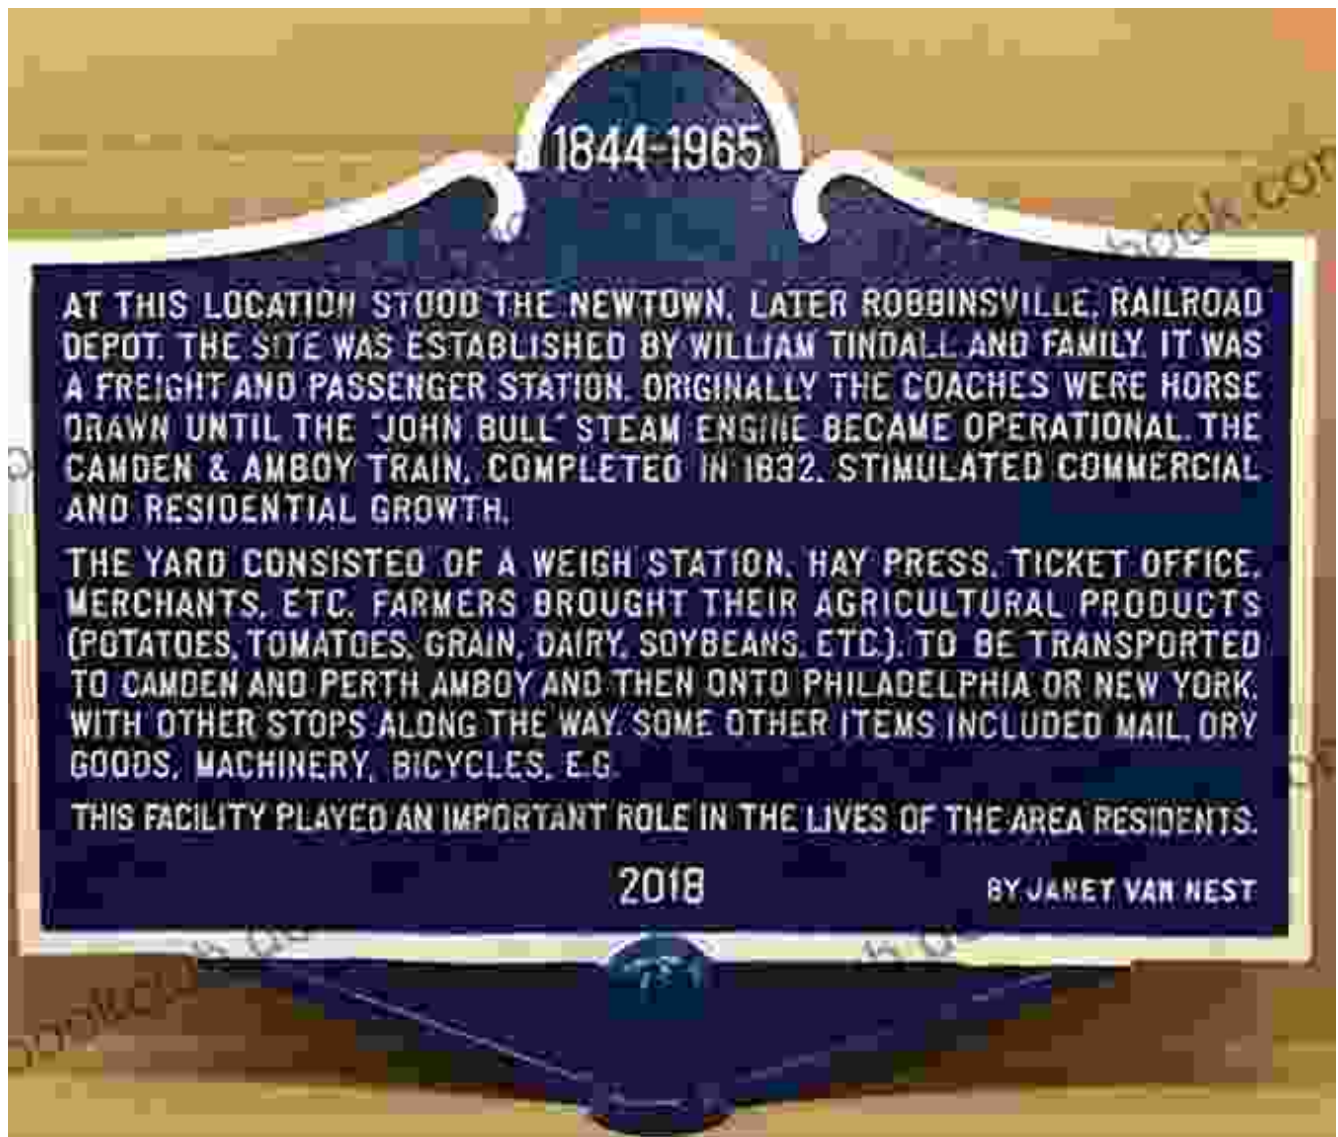 1844-1965
AT THIS LOCATION STOOD THE NEWTOWN, LATER ROBBINSVILLE, RAILROAD
DEPOT. THE SITE WAS ESTABLISHED BY WILLIAM TINDALL AND FAMILY. IT WAS
A FREIGHT AND PASSENGER STATION. ORIGINALLY THE COACHES WERE HORSE
DRAWN UNTIL THE "JOHN BULL" STEAM ENGINE BECAME OPERATIONAL. THE
CAMDEN & AMBOY TRAIN, COMPLETED IN 1832, STIMULATED COMMERCIAL
AND RESIDENTIAL GROWTH.
THE YARD CONSISTED OF A WEIGH STATION, HAY PRESS, TICKET OFFICE,
MERCHANTS, ETC. FARMERS BROUGHT THEIR AGRICULTURAL PRODUCTS
(POTATOES, TOMATOES, GRAIN, DAIRY, SOYBEANS, ETC.), TO BE TRANSPORTED
TO CAMDEN AND PERTH AMBOY AND THEN ONTO PHILADELPHIA OR NEW YORK,
WITH OTHER STOPS ALONG THE WAY. SOME OTHER ITEMS INCLUDED MAIL, DRY
GOODS, MACHINERY, BICYCLES, E.G.
THIS FACILITY PLAYED AN IMPORTANT ROLE IN THE LIVES OF THE AREA RESIDENTS.
2018
BY JANET VAN NEST